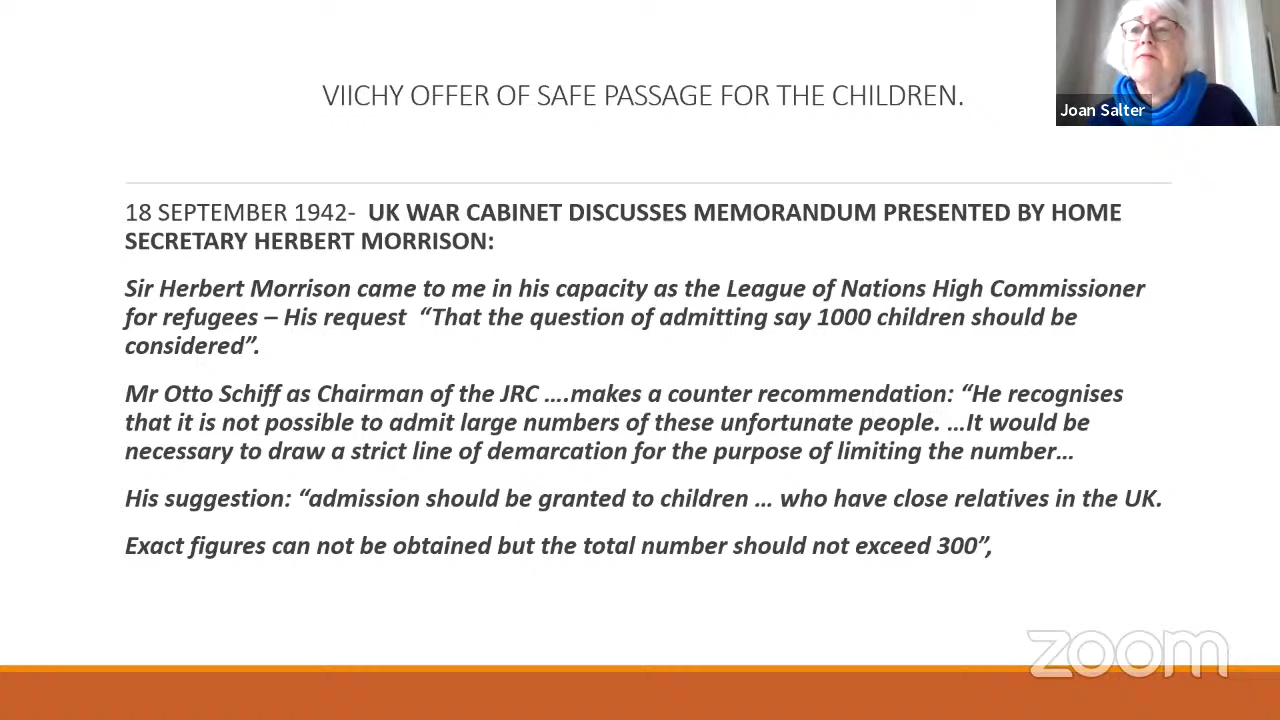 VIICHY OFFER OF SAFE PASSAGE FOR THE CHILDREN.
Joan Salter
18 SEPTEMBER 1942- UK WAR CABINET DISCUSSES MEMORANDUM PRESENTED BY HOME
SECRETARY HERBERT MORRISON:
Sir Herbert Morrison came to me in his capacity as the League of Nations High Commissioner
for refugees – His request “That the question of admitting say 1000 children should be
considered”.
Mr Otto Schiff as Chairman of the JRC ….makes a counter recommendation: “He recognises
that it is not possible to admit large numbers of these unfortunate people. …It would be
necessary to draw a strict line of demarcation for the purpose of limiting the number…
His suggestion: “admission should be granted to children … who have close relatives in the UK.
Exact figures can not be obtained but the total number should not exceed 300”,
zoom